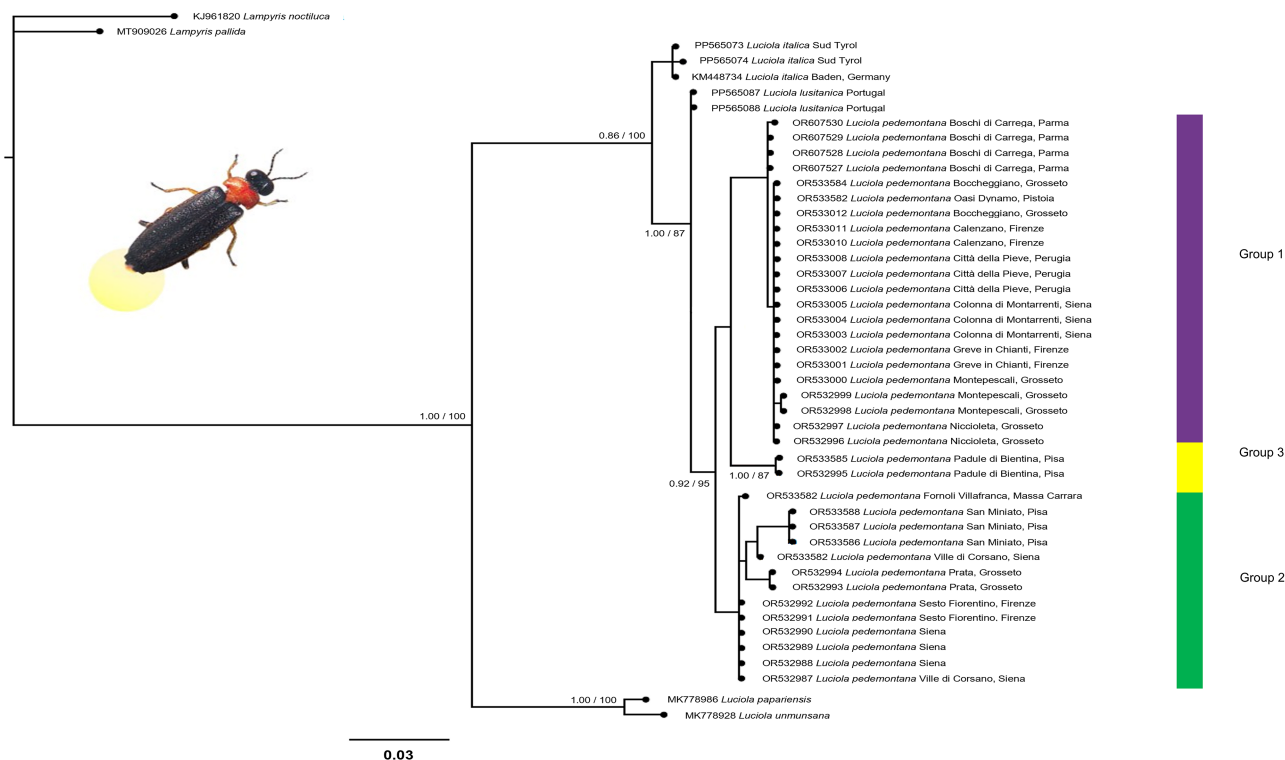 KJ961820 Lampyris noctiluca
MT909026 Lampyris pallida
PP565073 Luciola italica Sud Tyrol
PP565074 Luciola italica Sud Tyrol
KM448734 Luciola italica Baden, Germany
PP565087 Luciola lusitanica Portugal
PP565088 Luciola lusitanica Portugal
0.86 / 100
OR607530 Luciola pedemontana Boschi di Carrega, Parma
OR607529 Luciola pedemontana Boschi di Carrega, Parma
OR607528 Luciola pedemontana Boschi di Carrega, Parma
OR607527 Luciola pedemontana Boschi di Carrega, Parma
OR533584 Luciola pedemontana Boccheggiano, Grosseto
OR533582 Luciola pedemontana Oasi Dynamo, Pistoia
OR533012 Luciola pedemontana Boccheggiano, Grosseto
OR533011 Luciola pedemontana Calenzano, Firenze
1.00 / 87
OR533010 Luciola pedemontana Calenzano, Firenze
Group 1
OR533008 Luciola pedemontana Città della Pieve, Perugia
OR533007 Luciola pedemontana Città della Pieve, Perugia
OR533006 Luciola pedemontana Città della Pieve, Perugia
OR533005 Luciola pedemontana Colonna di Montarrenti, Siena
OR533004 Luciola pedemontana Colonna di Montarrenti, Siena
OR533003 Luciola pedemontana Colonna di Montarrenti, Siena
OR533002 Luciola pedemontana Greve in Chianti, Firenze
OR533001 Luciola pedemontana Greve in Chianti, Firenze
OR533000 Luciola pedemontana Montepescali, Grosseto
OR532999 Luciola pedemontana Montepescali, Grosseto
OR532998 Luciola pedemontana Montepescali, Grosseto
1.00 / 100
OR532997 Luciola pedemontana Niccioleta, Grosseto
OR532996 Luciola pedemontana Niccioleta, Grosseto
Group 3
OR533585 Luciola pedemontana Padule di Bientina, Pisa
OR532995 Luciola pedemontana Padule di Bientina, Pisa
1.00 / 87
0.92 / 95
OR533582 Luciola pedemontana Fornoli Villafranca, Massa Carrara
OR533588 Luciola pedemontana San Miniato, Pisa
OR533587 Luciola pedemontana San Miniato, Pisa
OR533586 Luciola pedemontana San Miniato, Pisa
OR533582 Luciola pedemontana Ville di Corsano, Siena
OR532994 Luciola pedemontana Prata, Grosseto
Group 2
OR532993 Luciola pedemontana Prata, Grosseto
OR532992 Luciola pedemontana Sesto Fiorentino, Firenze
OR532991 Luciola pedemontana Sesto Fiorentino, Firenze
OR532990 Luciola pedemontana Siena
OR532989 Luciola pedemontana Siena
OR532988 Luciola pedemontana Siena
OR532987 Luciola pedemontana Ville di Corsano, Siena
1.00 / 100
MK778986 Luciola papariensis
MK778928 Luciola unmunsana
0.03